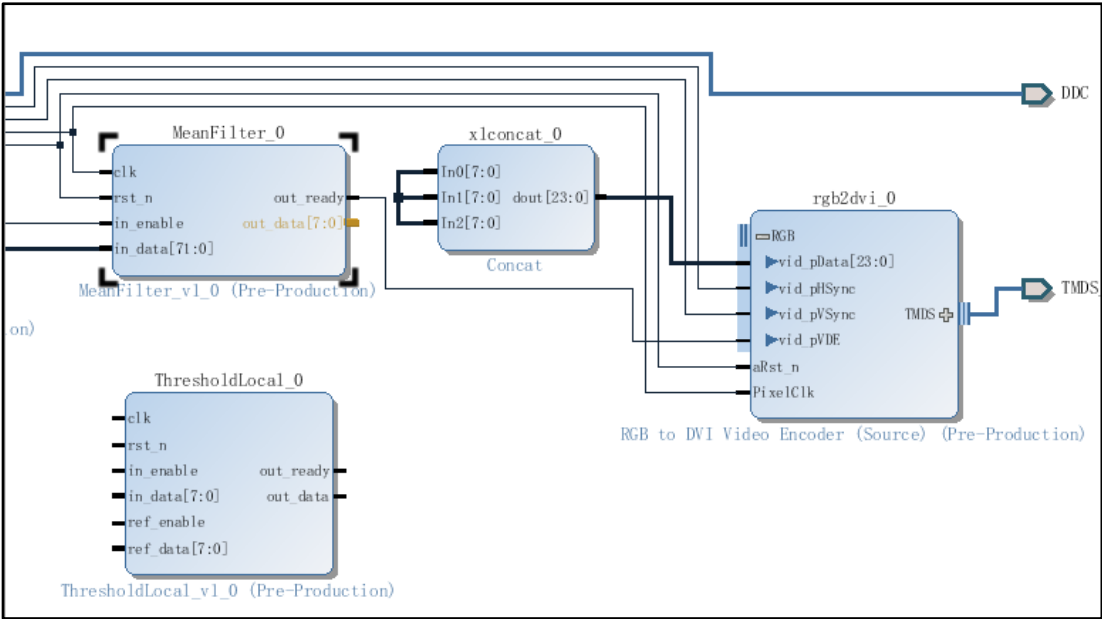 DDC
MeanFilter_0
clk
rst_n
in_enable
in_data[71:0]
out_ready
out_data[7:0]
MeanFilter_v1_0 (Pre-Production)
xlconcat_0
In0[7:0]
In1[7:0]
In2[7:0]
dout[23:0]
Concat
rgb2dvi_0
RGB
vid_pData[23:0]
vid_pHSync
vid_pVSync
vid_pVDE
aRst_n
PixelClk
TMDS
RGB to DVI Video Encoder (Source) (Pre-Production)
TMDS_
on)
ThresholdLocal_0
clk
rst_n
in_enable
in_data[7:0]
ref_enable
ref_data[7:0]
out_ready
out_data
ThresholdLocal_v1_0 (Pre-Production)